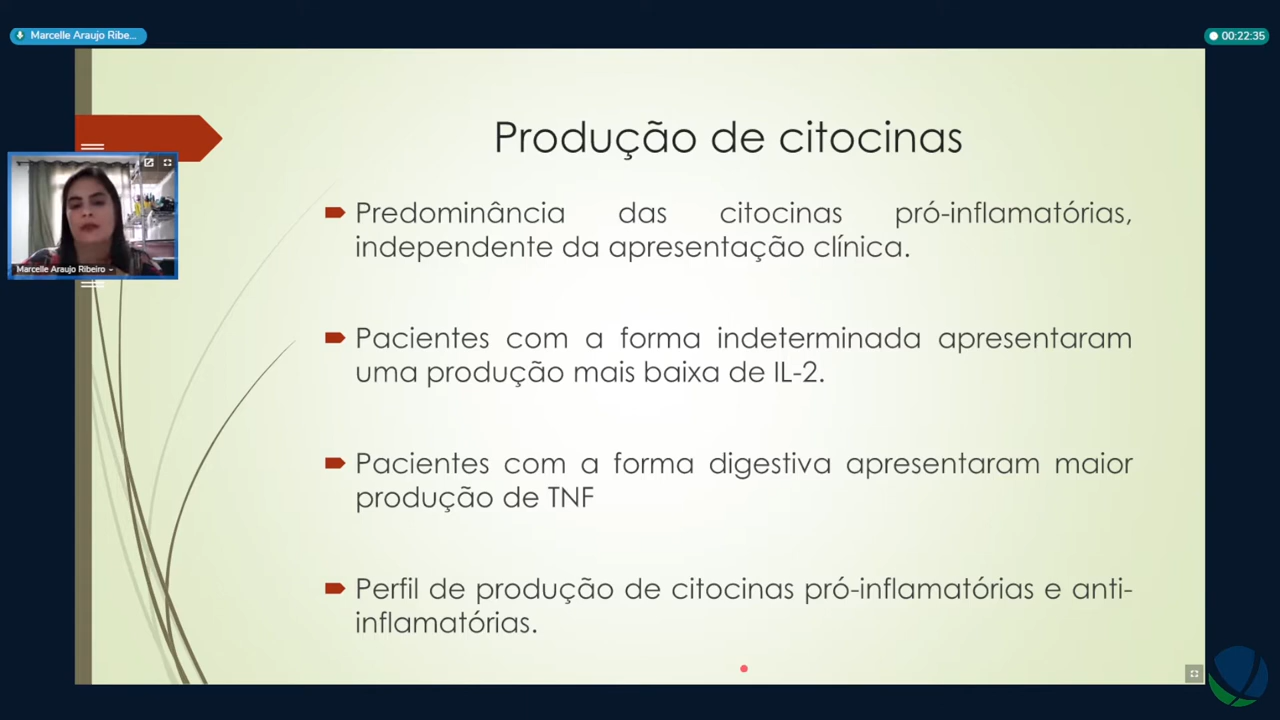 Marcelle Araujo Ribe...
00:22:35
Produção de citocinas
Marcelle Araujo Ribeiro
Predominância das citocinas pró-inflamatórias,
independente da apresentação clínica.
Pacientes com a forma indeterminada apresentaram
uma produção mais baixa de IL-2.
Pacientes com a forma digestiva apresentaram maior
produção de TNF
Perfil de produção de citocinas pró-inflamatórias e anti-
inflamatórias.